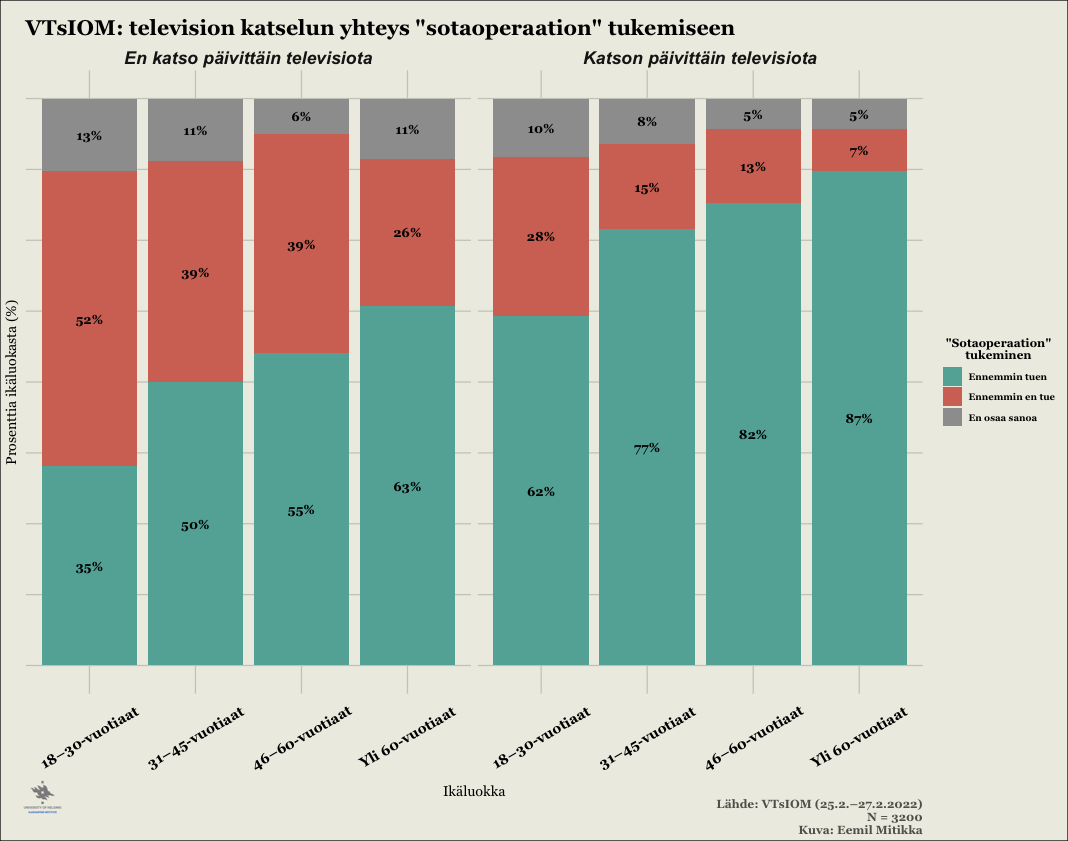 VTsIOM: television katselun yhteys "sotaoperaation" tukemiseen
En katso päivittäin televisiota
Katson päivittäin televisiota
13%
11%
6%
11%
52%
39%
39%
26%
35%
50%
55%
63%
10%
8%
5%
5%
28%
15%
13%
7%
62%
77%
82%
87%
Prosenttia ikäluokasta (%)
"Sotaoperaation"
tukeminen
Ennemmin tuen
Ennemmin en tue
En osaa sanoa
18–30-vuotiaat
31–45-vuotiaat
46–60-vuotiaat
Yli 60-vuotiaat
18–30-vuotiaat
31–45-vuotiaat
46–60-vuotiaat
Yli 60-vuotiaat
Ikäluokka
UNIVERSITY OF HELSINKI
Lähde: VTsIOM (25.2.–27.2.2022)
N = 3200
Kuva: Eemil Mitikka